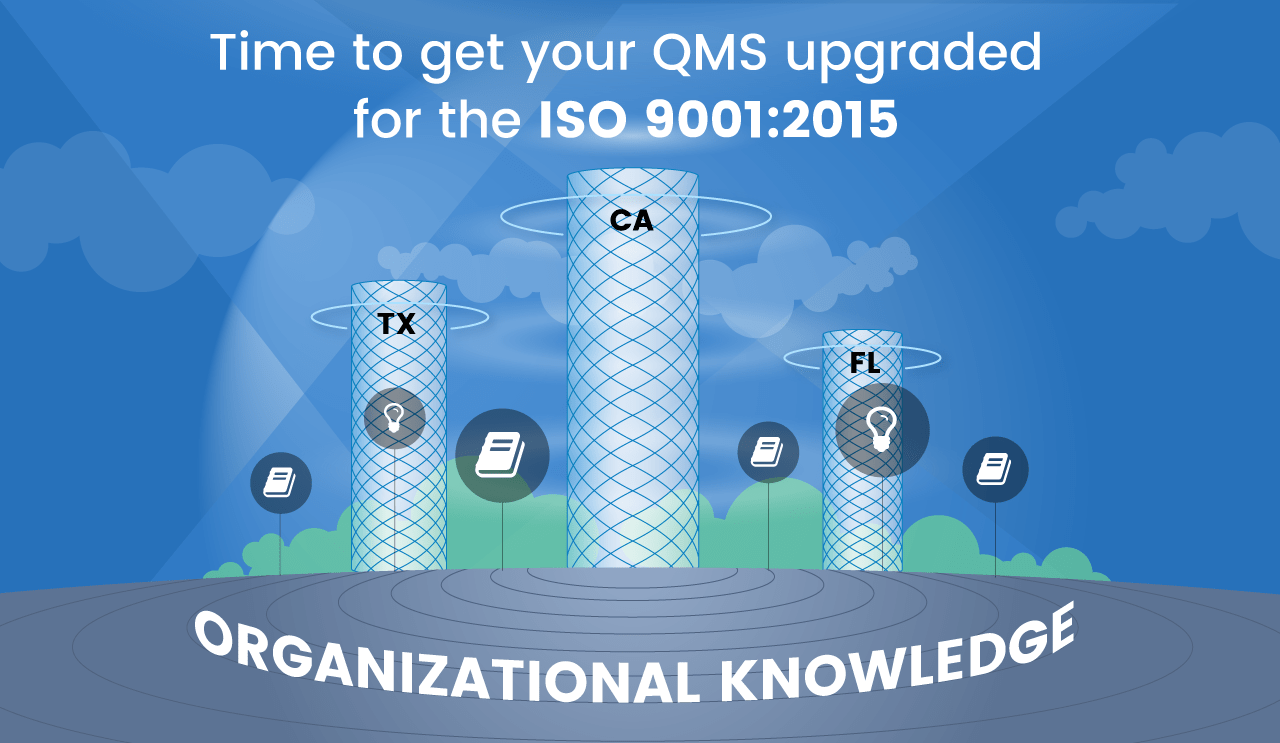 Time to get your QMS upgraded
for the ISO 9001:2015
CA
TX
FL
ORGANIZATIONAL KNOWLEDGE